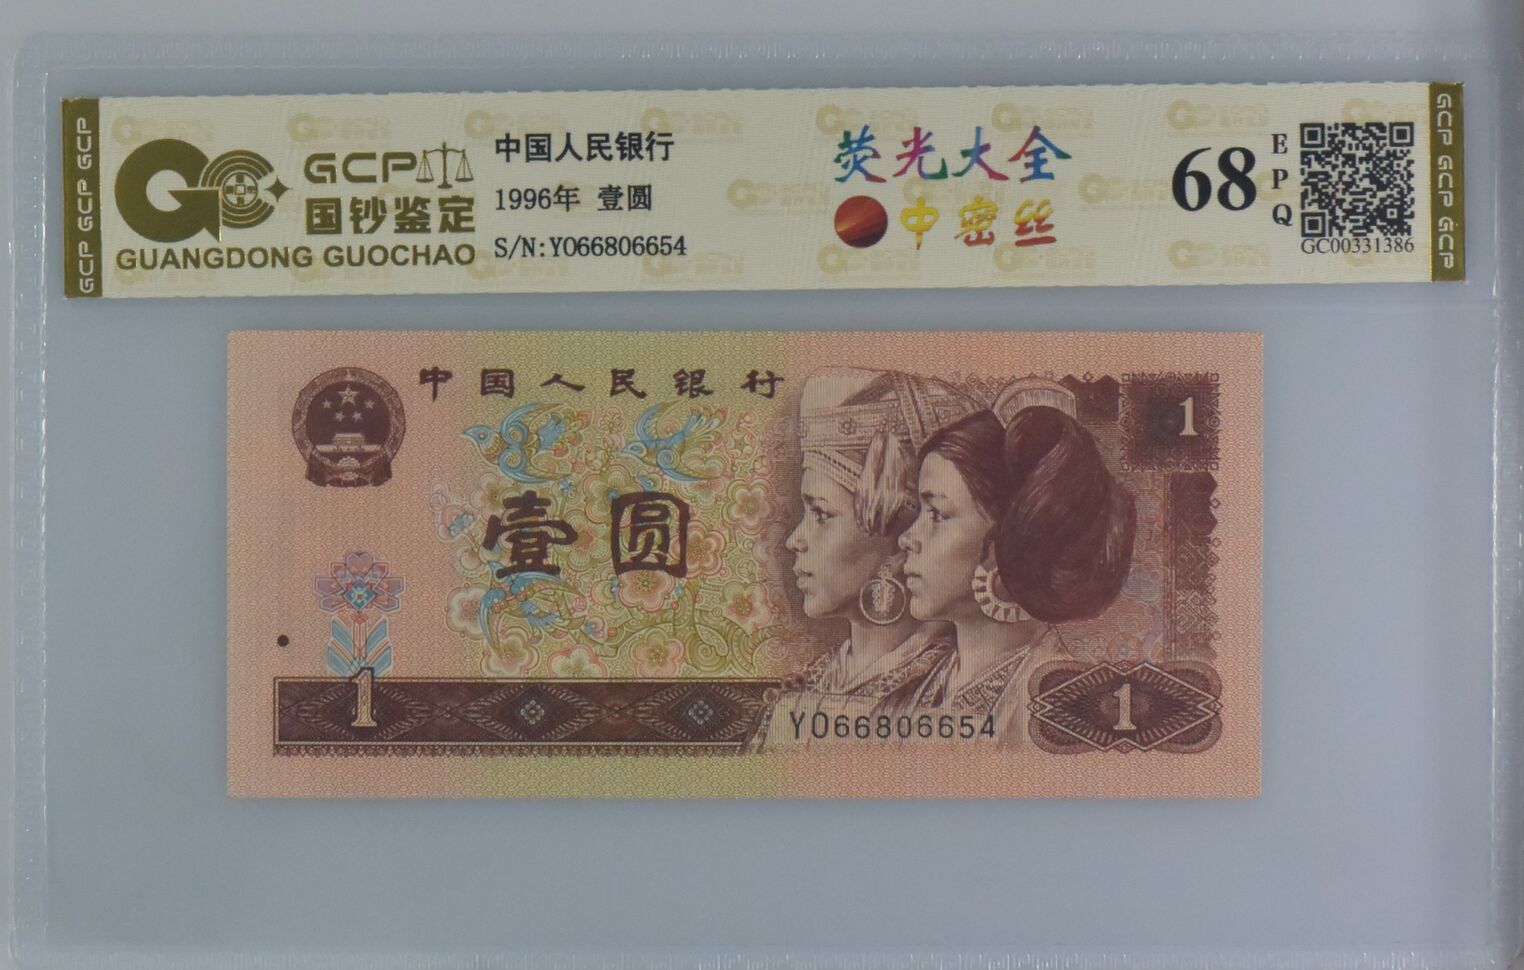 GCP GCP GCP
GCP
国钞鉴定
GUANGDONG GUOCHAO
中国人民银行
1996年 壹圆
S/N:YO66806654
荧光大全
中密丝
68
E
P
Q
GC00331386
GCP GCP GCP
中国人民银行
1
壹圆
1
YO66806654
1